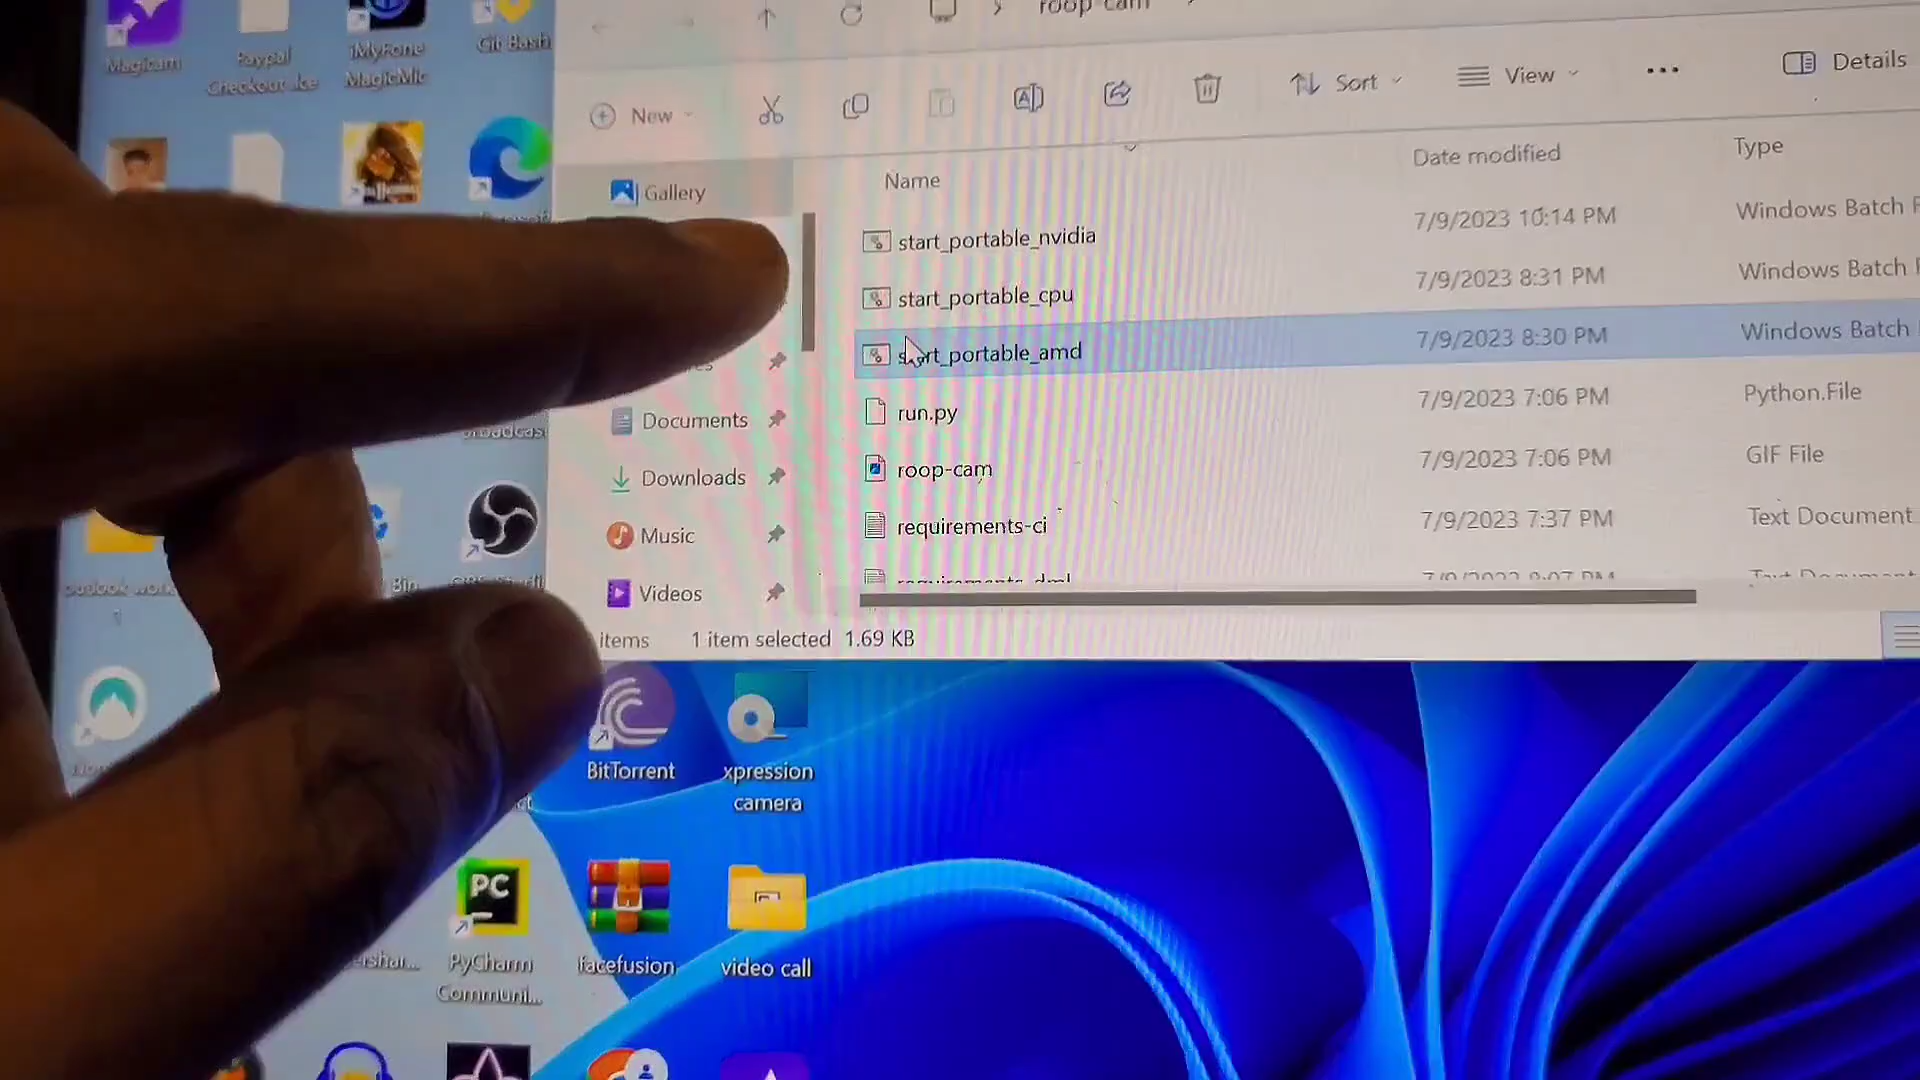 roop-cam
Magicam
Paypal
Checkout .ice
iMyFone
MagicMic
Git Bash
New
Sort
View
Details
Gallery
Documents
Downloads
Music
Videos
Name
Date modified
Type
start_portable_nvidia
7/9/2023 10:14 PM
Windows Batch F
start_portable_cpu
7/9/2023 8:31 PM
Windows Batch F
start_portable_amd
7/9/2023 8:30 PM
Windows Batch
run.py
7/9/2023 7:06 PM
Python.File
roop-cam
7/9/2023 7:06 PM
GIF File
requirements-ci
7/9/2023 7:37 PM
Text Document
items
1 item selected 1.69 KB
Bin
BitTorrent
xpression
camera
PC
PyCharm
Communi...
facefusion
video call